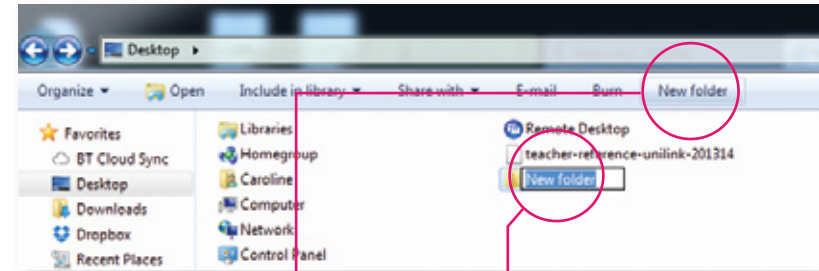 Desktop
Organize Open Include in library Share with E-mail Burn New folder
Favorites
BT Cloud Sync
Desktop
Downloads
Dropbox
Recent Places
Libraries
Homegroup
Caroline
Computer
Network
Control Panel
Remote Desktop
teacher-reference-unilink-201314
New folder